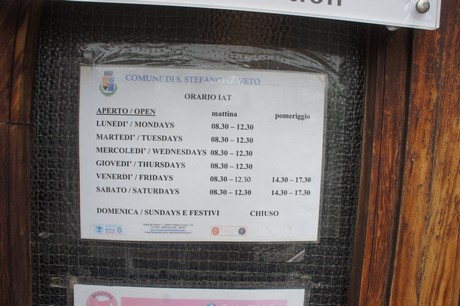 COMUNE DI S. STEFANO D'AVETO
ORARIO IAT
APERTO / OPEN mattina pomeriggio
LUNEDI' / MONDAYS 08.30 – 12.30
MARTEDI' / TUESDAYS 08.30 – 12.30
MERCOLEDI' / WEDNESDAYS 08.30 – 12.30
GIOVEDI' / THURSDAYS 08.30 – 12.30
VENERDI' / FRIDAYS 08.30 – 12.30 14.30 – 17.30
SABATO / SATURDAYS 08.30 – 12.30 14.30 – 17.30
DOMENICA / SUNDAYS E FESTIVI CHIUSO